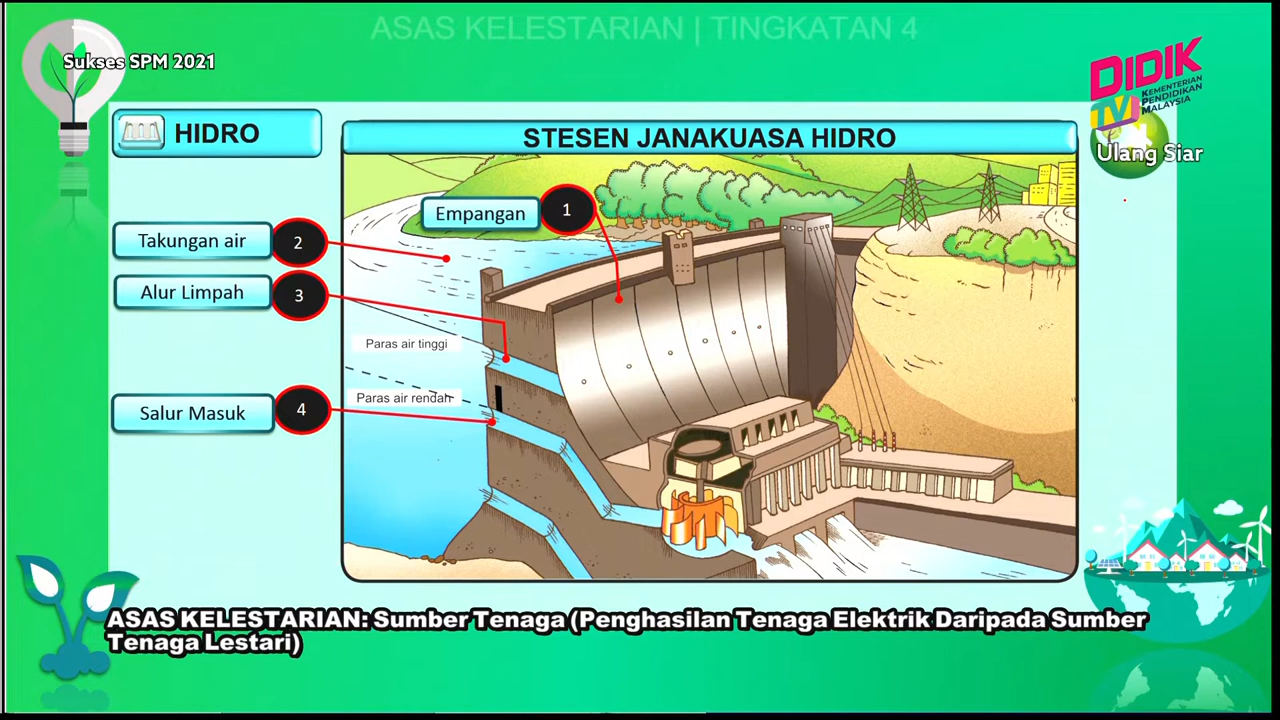 ASAS KELESTARIAN | TINGKATAN 4
Sukses SPM 2021
DIDIK
TV
KEMENTERIAN
PENDIDIKAN
MALAYSIA
Ulang Siar
HIDRO
STESEN JANAKUASA HIDRO
Empangan
1
Takungan air
2
Alur Limpah
3
Paras air tinggi
Paras air rendah
Salur Masuk
4
ASAS KELESTARIAN: Sumber Tenaga (Penghasilan Tenaga Elektrik Daripada Sumber
Tenaga Lestari)